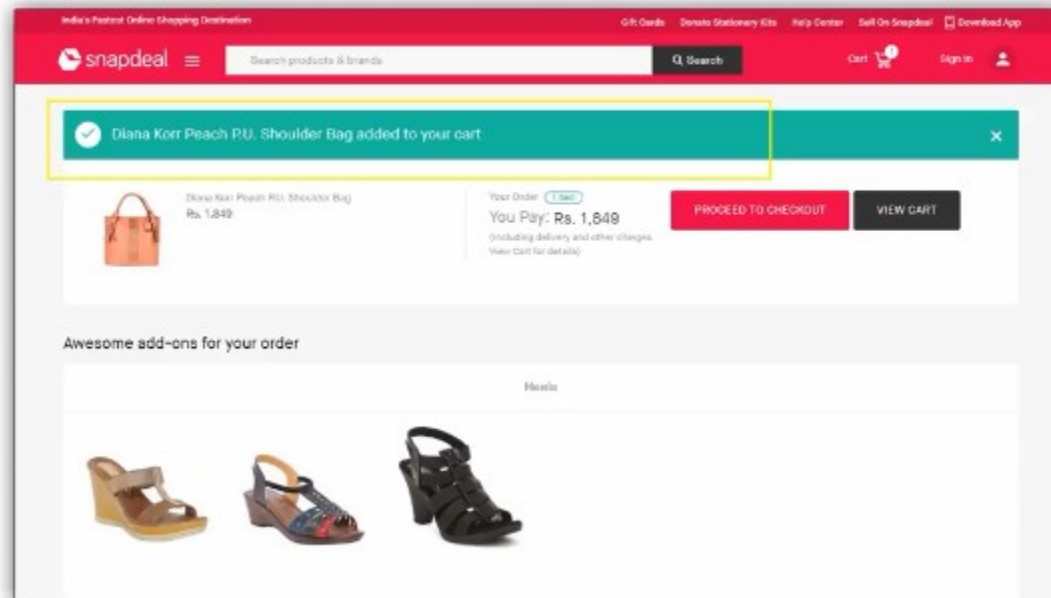 India's Fastest Online Shopping Destination
Gift Cards Donate Stationery Kits Help Center Sell On Snapdeal Download App
snapdeal Search products & brands Search Cart 1 Sign In
Diana Korr Peach P.U. Shoulder Bag added to your cart
Diana Korr Peach P.U. Shoulder Bag
Rs. 1,849
Your Order (1 Item)
You Pay: Rs. 1,849
(Including delivery and other charges.
View Cart for details)
PROCEED TO CHECKOUT
VIEW CART
Awesome add-ons for your order
Heels